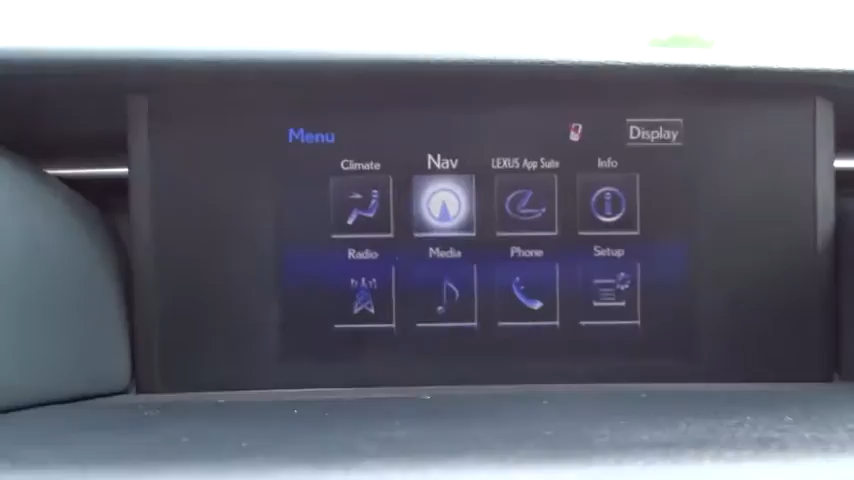 Menu
Display
Climate Nav LEXUS App Suite Info
Radio Media Phone Setup